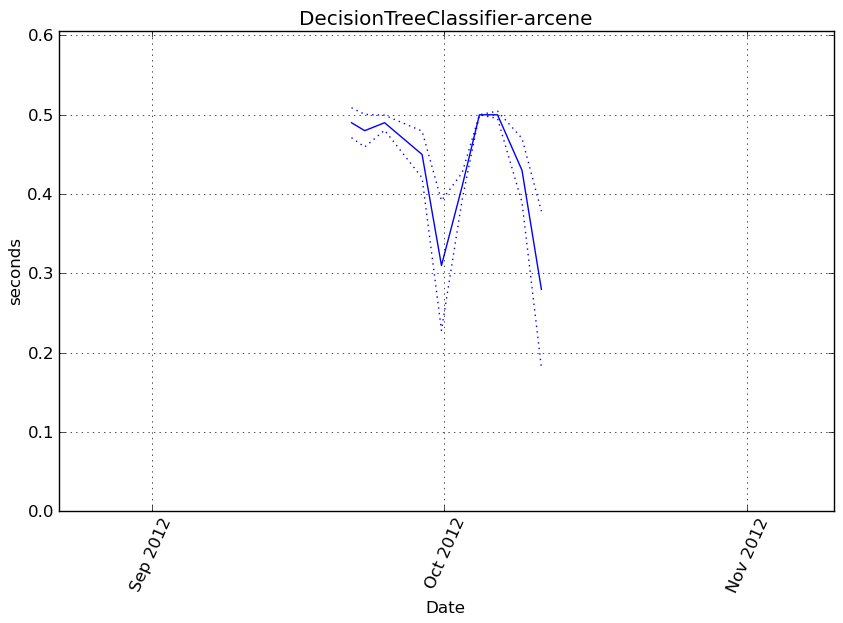 DecisionTreeClassifier-arcene
0.6
0.5
0.4
0.3
0.2
0.1
0.0
seconds
Sep 2012
Oct 2012
Nov 2012
Date